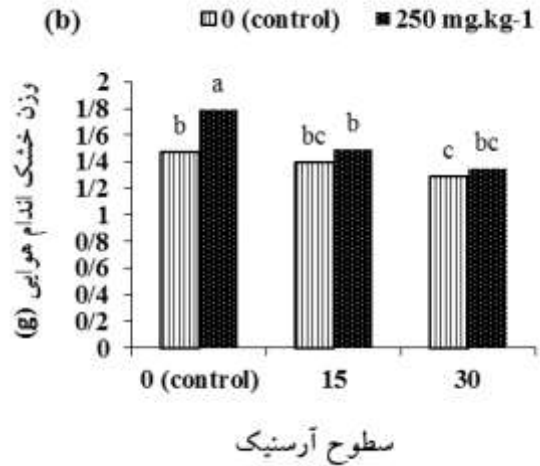 (b) 0 (control) 250 mg.kg-1
وزن خشک اندام هوایی (g)
2
1/8
1/6
1/4
1/2
1
0/8
0/6
0/4
0/2
0
b a bc b c bc
0 (control) 15 30
سطوح آرسنیک